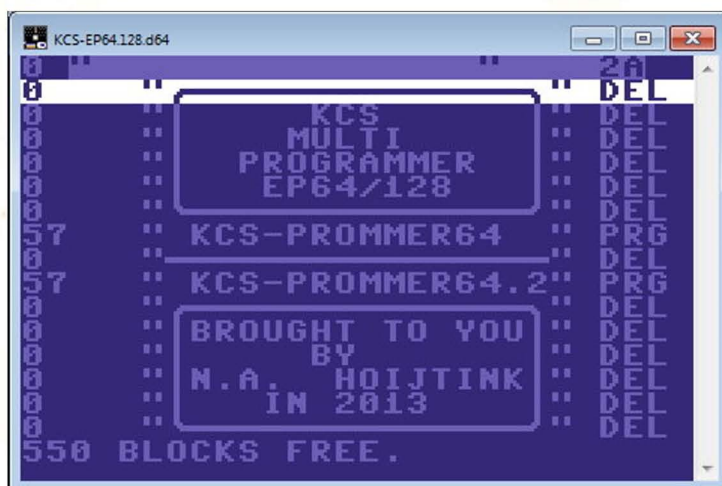 KCS-EP64.128.d64
0 "                " 2A
0    "                " DEL
0    "      KCS       " DEL
0    "     MULTI      " DEL
0    "   PROGRAMMER   " DEL
0    "    EP64/128    " DEL
0    "                " DEL
57   " KCS-PROMMER64  " PRG
0    "                " DEL
57   " KCS-PROMMER64.2" PRG
0    "                " DEL
0    " BROUGHT TO YOU " DEL
0    "      BY        " DEL
0    " N.A.  HOIJTINK " DEL
0    "    IN 2013     " DEL
0    "                " DEL
550 BLOCKS FREE.